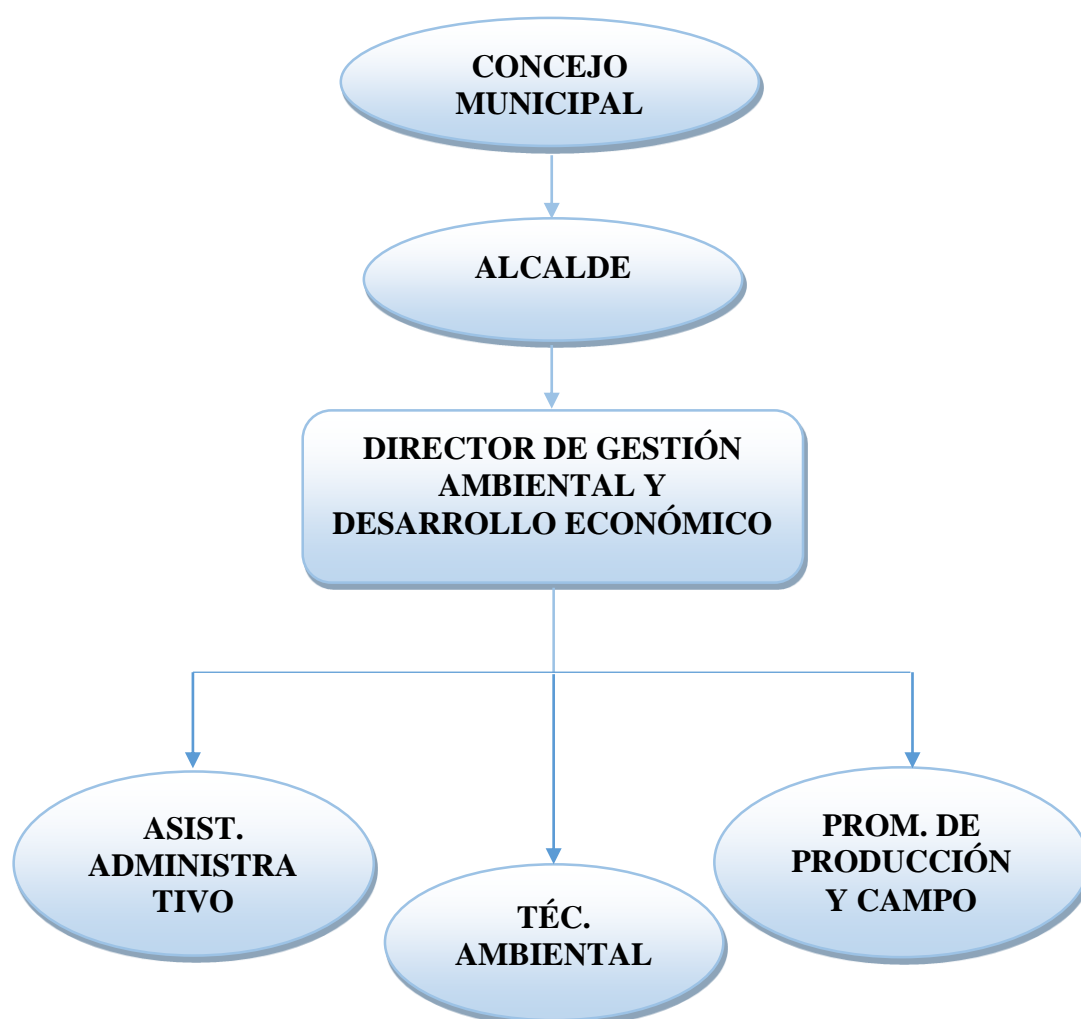 CONCEJO
MUNICIPAL
ALCALDE
DIRECTOR DE GESTIÓN
AMBIENTAL Y
DESARROLLO ECONÓMICO
ASIST.
ADMINISTRA
TIVO
TÉC.
AMBIENTAL
PROM. DE
PRODUCCIÓN
Y CAMPO